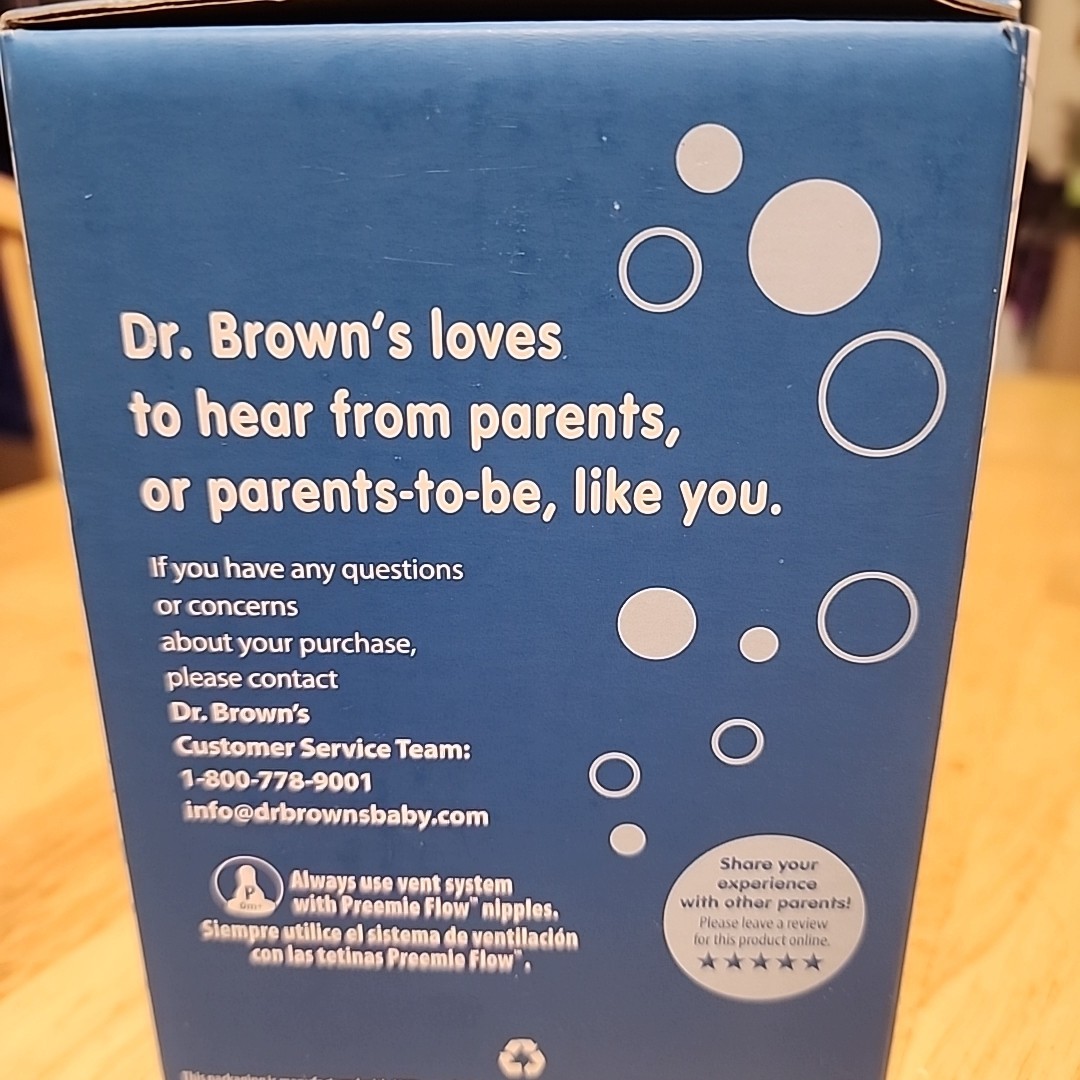 Dr. Brown's loves
to hear from parents,
or parents-to-be, like you.
If you have any questions
or concerns
about your purchase,
please contact
Dr. Brown's
Customer Service Team:
1-800-778-9001
info@drbrownsbaby.com
P
Always use vent system
with Preemie Flow™ nipples.
Siempre utilice el sistema de ventilación
con las tetinas Preemie Flow™.
Share your
experience
with other parents!
Please leave a review
for this product online.
This packaging is